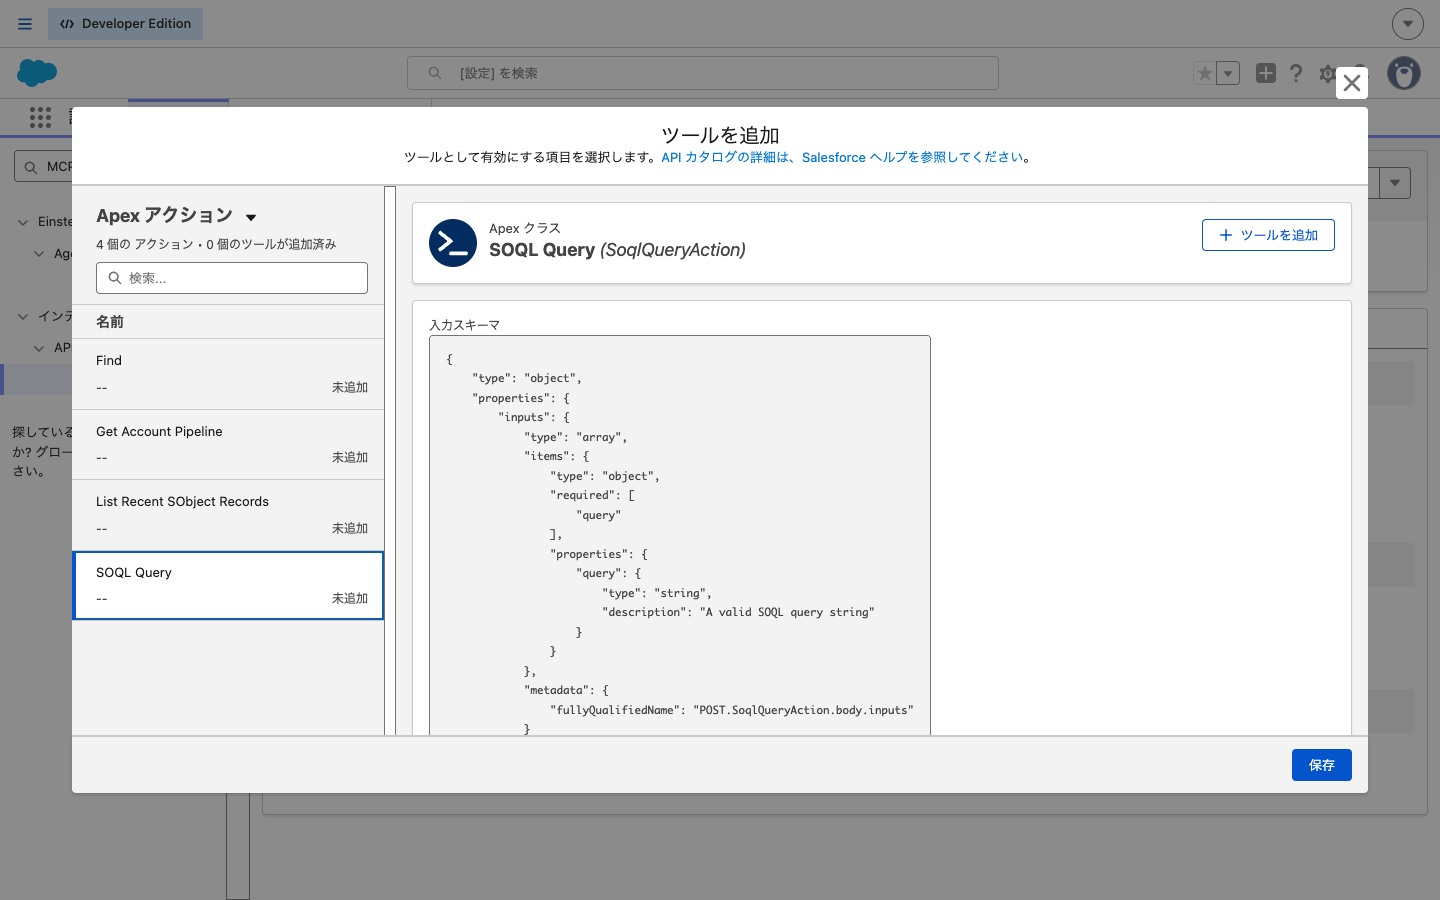 Developer Edition
[設定] を検索
MCP
Einste
Age
インテ
API
探している
か? グロー
さい。
ツールを追加
ツールとして有効にする項目を選択します。API カタログの詳細は、Salesforce ヘルプを参照してください。
Apex アクション
4 個の アクション・0 個のツールが追加済み
検索...
名前
Find
--
未追加
Get Account Pipeline
--
未追加
List Recent SObject Records
--
未追加
SOQL Query
--
未追加
Apex クラス
SOQL Query (SoqlQueryAction)
ツールを追加
入力スキーマ
{
"type": "object",
"properties": {
"inputs": {
"type": "array",
"items": {
"type": "object",
"required": [
"query"
],
"properties": {
"query": {
"type": "string",
"description": "A valid SOQL query string"
}
}
},
"metadata": {
"fullyQualifiedName": "POST.SoqlQueryAction.body.inputs"
}
保存